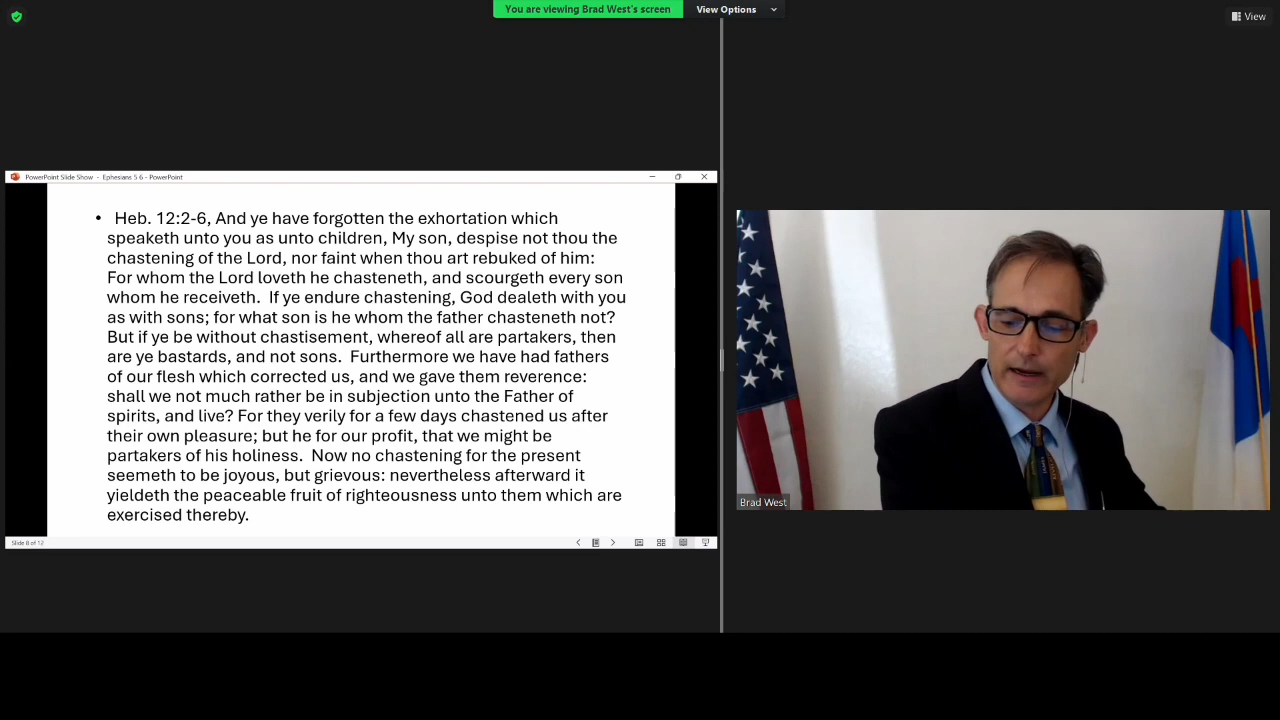 You are viewing Brad West's screen
View Options
View
PowerPoint Slide Show - Ephesians 5 6 - PowerPoint
• Heb. 12:2-6, And ye have forgotten the exhortation which
speaketh unto you as unto children, My son, despise not thou the
chastening of the Lord, nor faint when thou art rebuked of him:
For whom the Lord loveth he chasteneth, and scourgeth every son
whom he receiveth. If ye endure chastening, God dealeth with you
as with sons; for what son is he whom the father chasteneth not?
But if ye be without chastisement, whereof all are partakers, then
are ye bastards, and not sons. Furthermore we have had fathers
of our flesh which corrected us, and we gave them reverence:
shall we not much rather be in subjection unto the Father of
spirits, and live? For they verily for a few days chastened us after
their own pleasure; but he for our profit, that we might be
partakers of his holiness. Now no chastening for the present
seemeth to be joyous, but grievous: nevertheless afterward it
yieldeth the peaceable fruit of righteousness unto them which are
exercised thereby.
Slide 8 of 12
Brad West